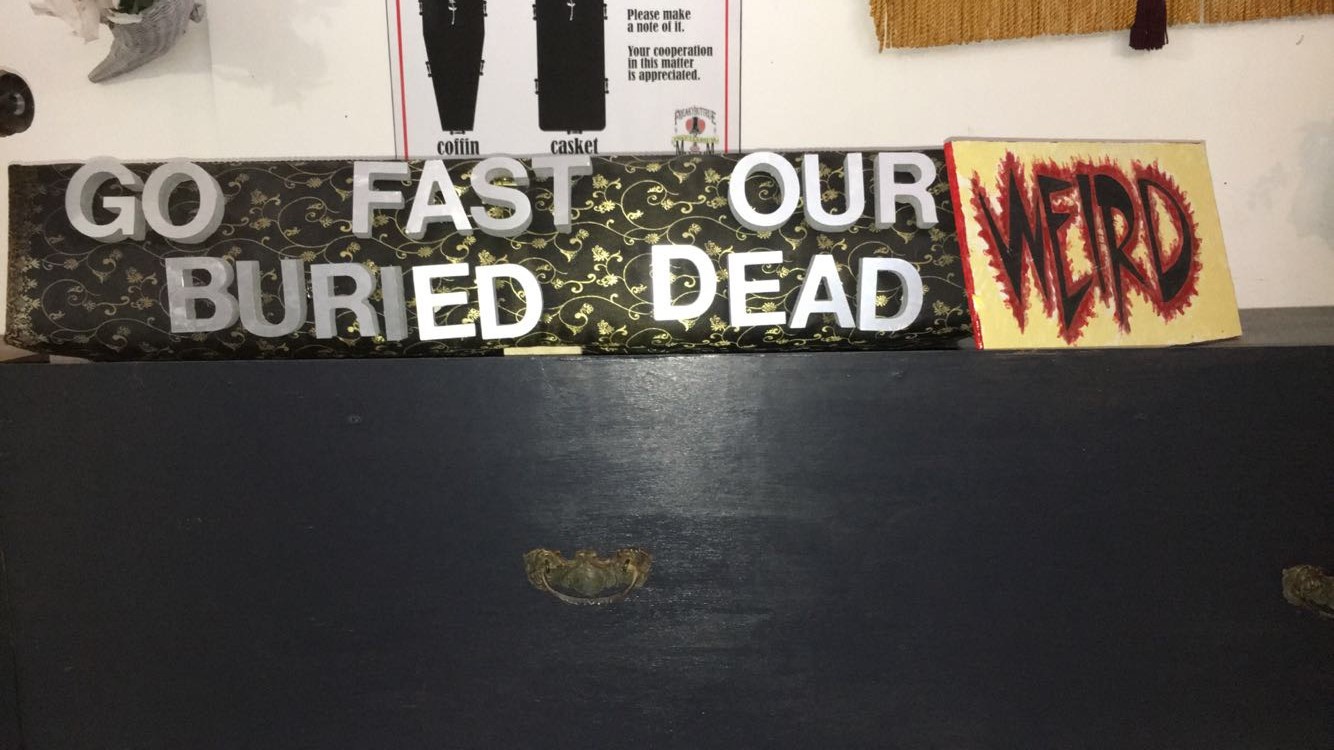 Please make
a note of it.
Your cooperation
in this matter
is appreciated.
coffin casket
GO FAST OUR
BURIED DEAD
WEIRD